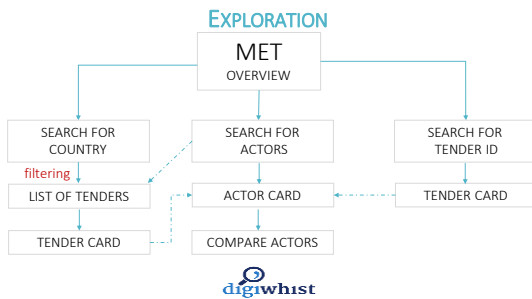 EXPLORATION
MET
OVERVIEW
SEARCH FOR
COUNTRY
SEARCH FOR
ACTORS
SEARCH FOR
TENDER ID
filtering
LIST OF TENDERS
ACTOR CARD
TENDER CARD
TENDER CARD
COMPARE ACTORS
digiwhist